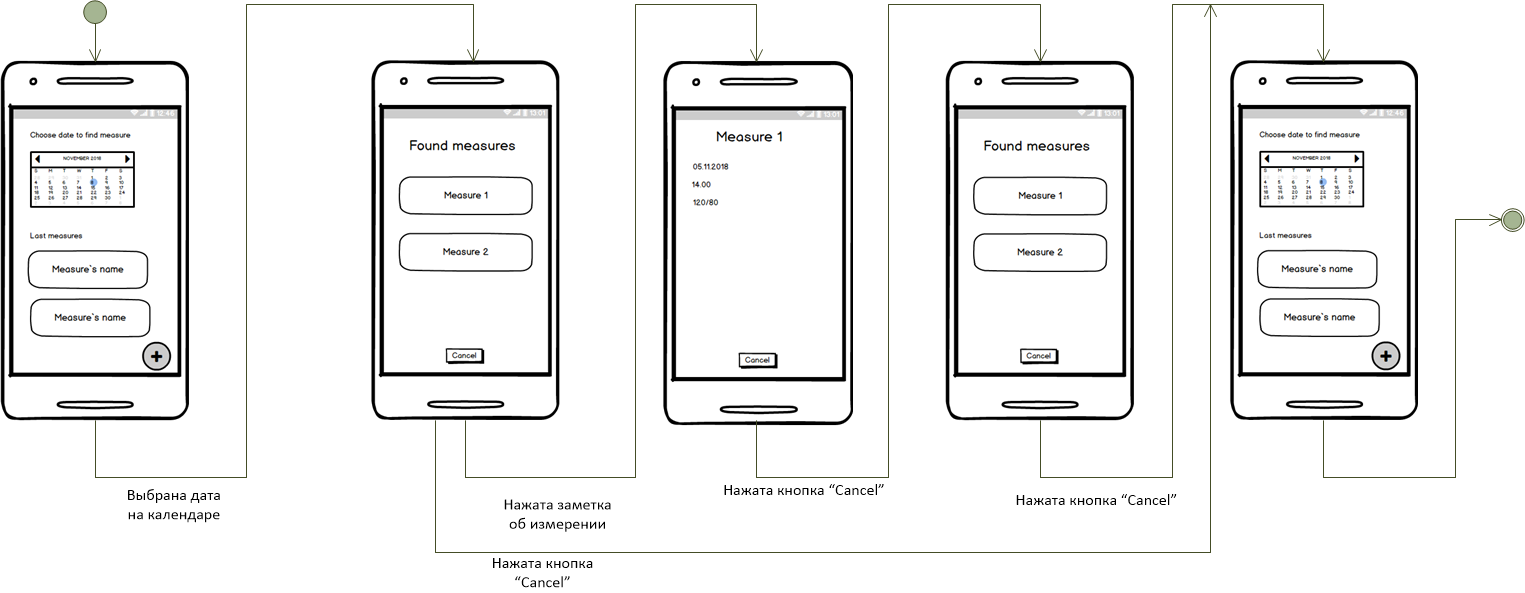 12:46
Choose date to find measure
NOVEMBER 2018
S M T W T F S
1 2 3
4 5 6 7 8 9 10
11 12 13 14 15 16 17
18 19 20 21 22 23 24
25 26 27 28 29 30
Last measures
Measure`s name
Measure`s name
+
Выбрана дата
на календаре
13:01
Found measures
Measure 1
Measure 2
Cancel
Нажата заметка
об измерении
Нажата кнопка
“Cancel”
13:01
Measure 1
05.11.2018
14.00
120/80
Cancel
Нажата кнопка “Cancel”
13:01
Found measures
Measure 1
Measure 2
Cancel
Нажата кнопка “Cancel”
12:46
Choose date to find measure
NOVEMBER 2018
S M T W T F S
1 2 3
4 5 6 7 8 9 10
11 12 13 14 15 16 17
18 19 20 21 22 23 24
25 26 27 28 29 30
Last measures
Measure`s name
Measure`s name
+